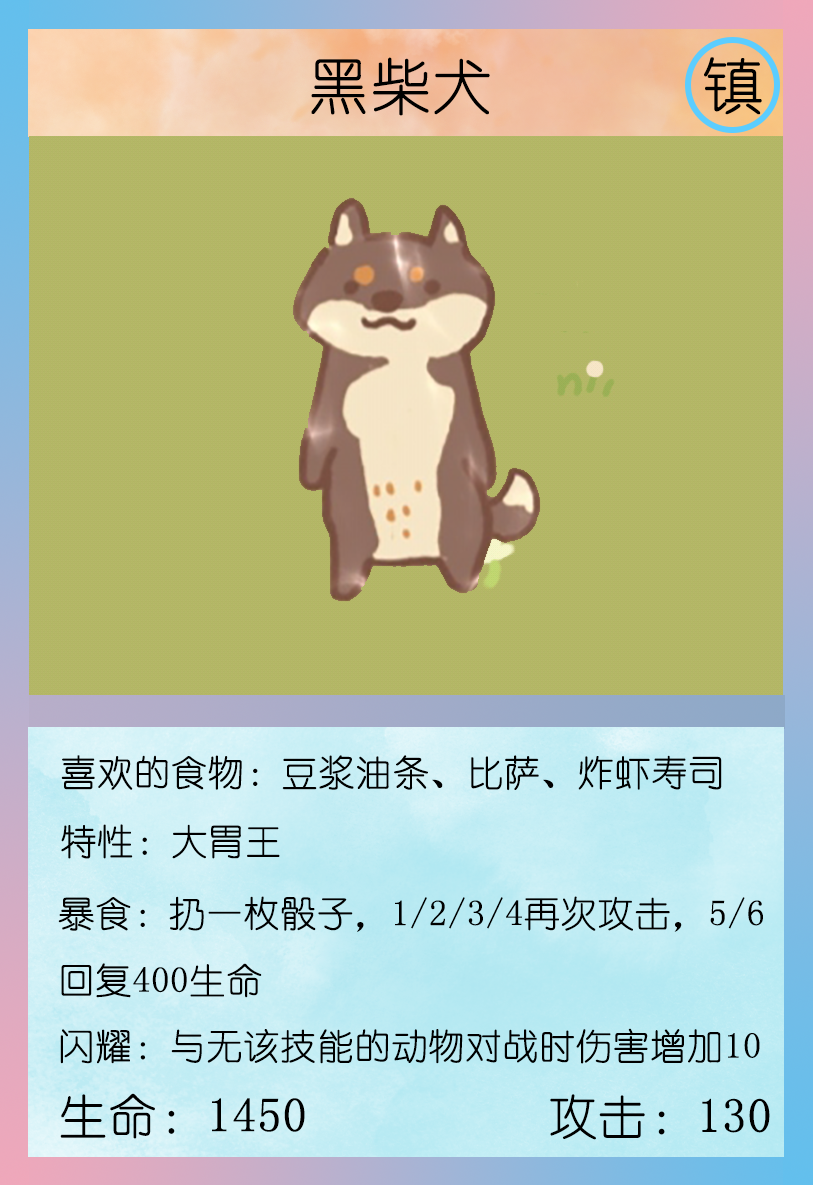 黑柴犬
镇
喜欢的食物：豆浆油条、比萨、炸虾寿司
特性：大胃王
暴食：扔一枚骰子，1/2/3/4再次攻击，5/6
回复400生命
闪耀：与无该技能的动物对战时伤害增加10
生命：1450 攻击：130